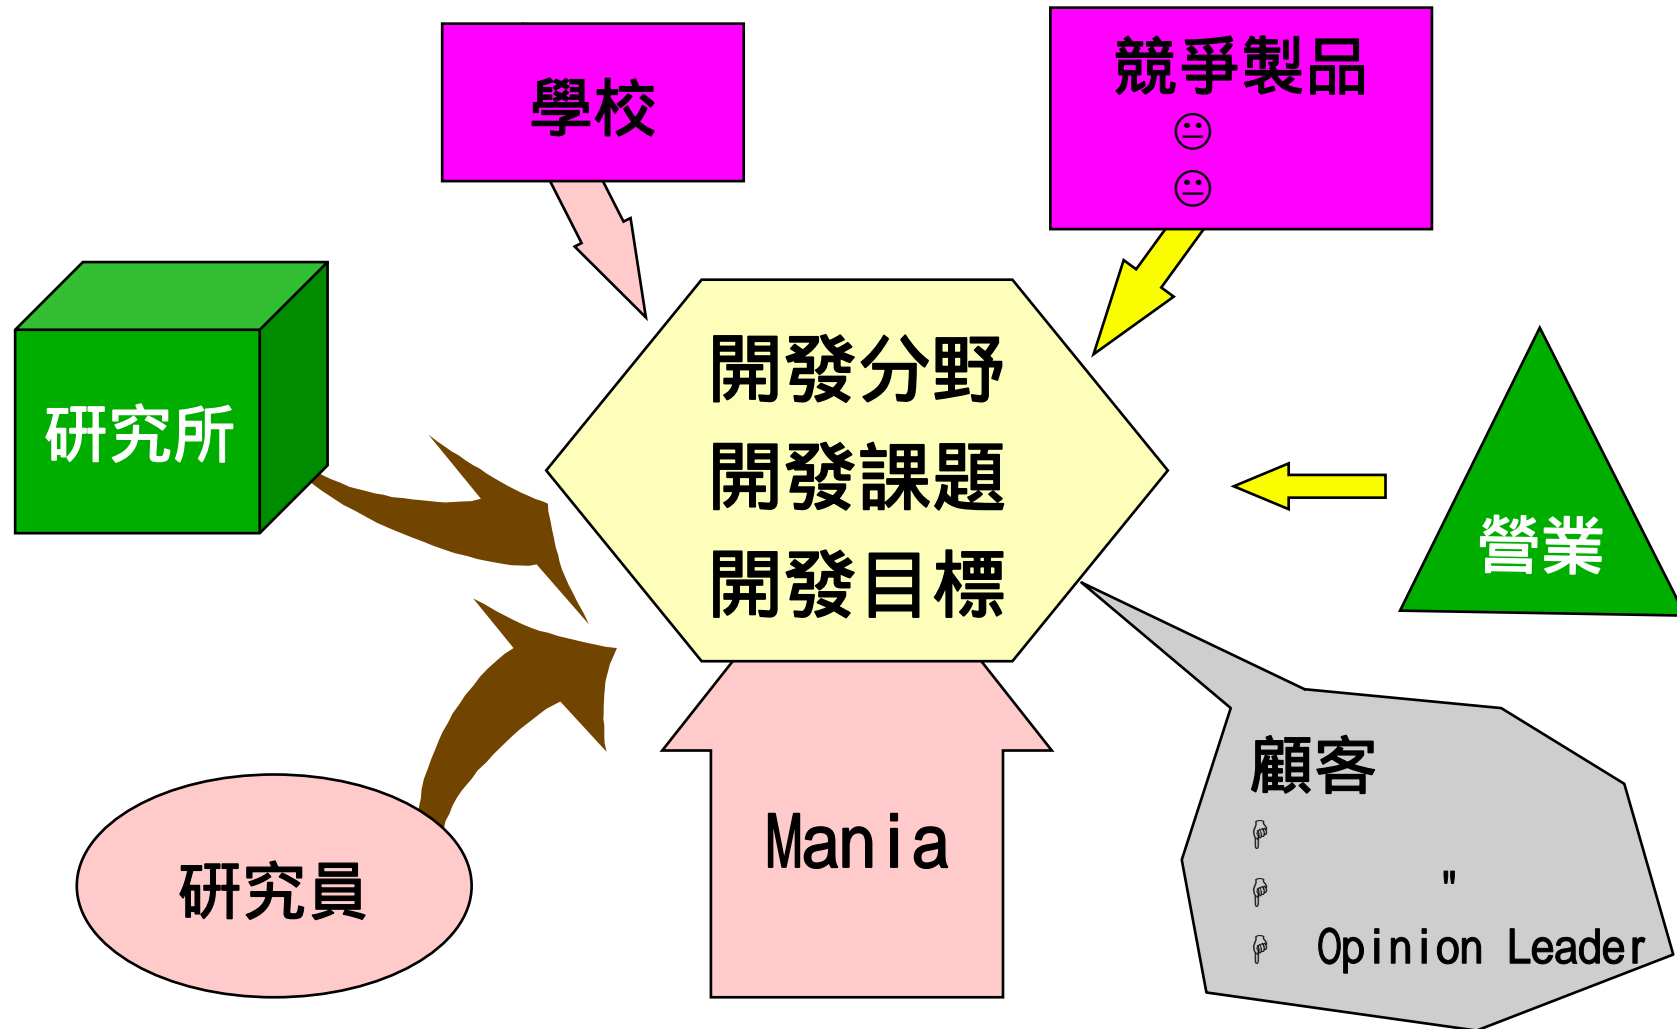 學校
競爭製品
開發分野
開發課題
開發目標
研究所
營業
顧客
"
Opinion Leader
Mania
研究員